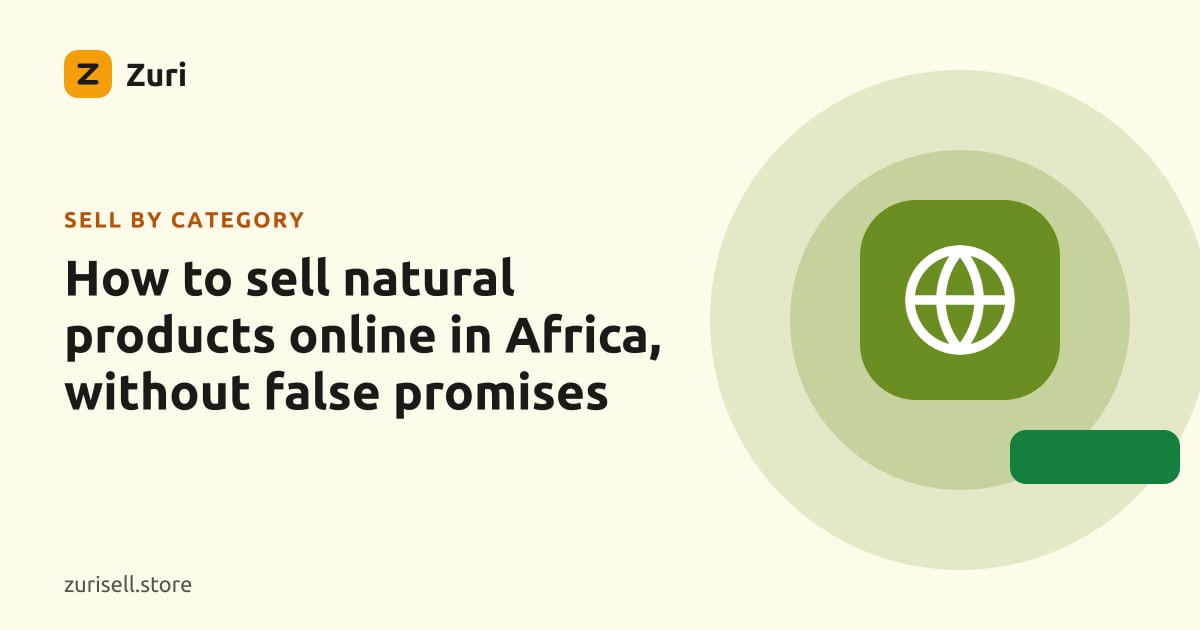 Z Zuri
SELL BY CATEGORY
How to sell natural
products online in Africa,
without false promises
zurisell.store